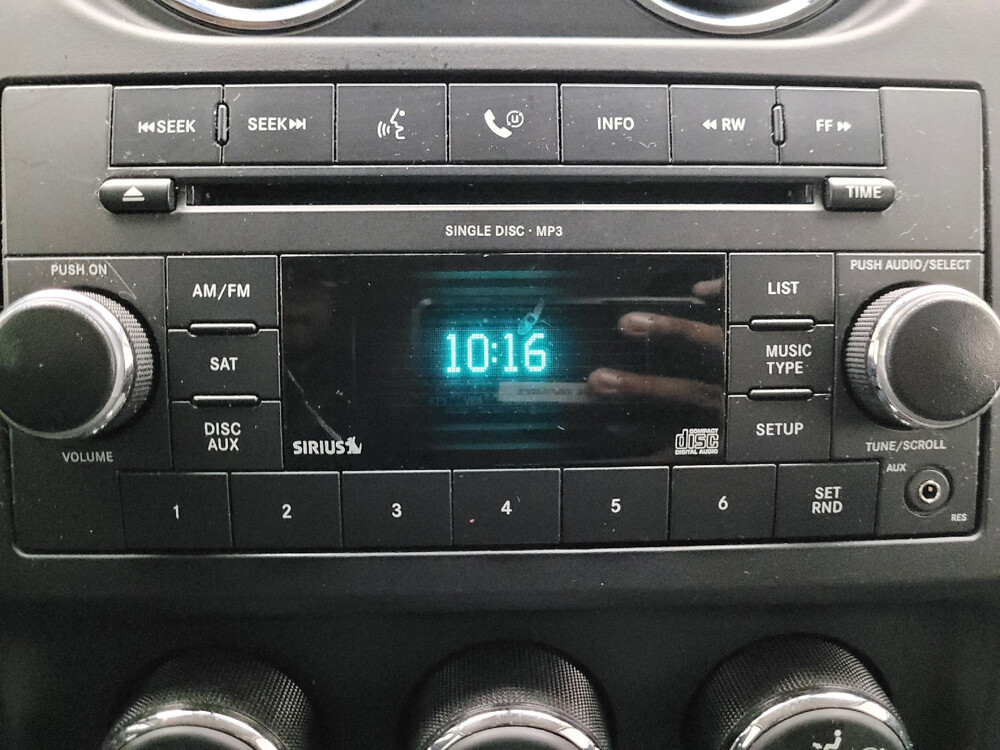 SEEK
SEEK
INFO
RW
FF
TIME
SINGLE DISC · MP3
PUSH ON
AM/FM
SAT
DISC
AUX
VOLUME
10:16
SIRIUS
COMPACT
disc
DIGITAL AUDIO
LIST
MUSIC
TYPE
SETUP
PUSH AUDIO/SELECT
TUNE/SCROLL
1
2
3
4
5
6
SET
RND
AUX
RES